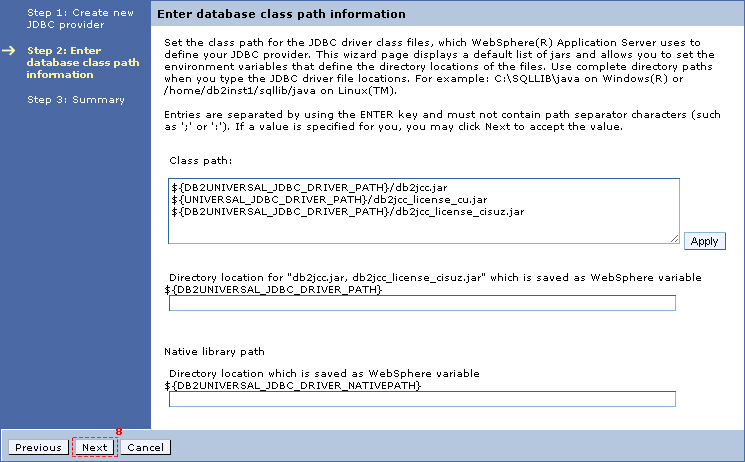 Step 1: Create new
JDBC provider
Step 2: Enter
database class path
information
Step 3: Summary
Enter database class path information
Set the class path for the JDBC driver class files, which WebSphere(R) Application Server uses to
define your JDBC provider. This wizard page displays a default list of jars and allows you to set the
environment variables that define the directory locations of the files. Use complete directory paths
when you type the JDBC driver file locations. For example: C:\SQLLIB\java on Windows(R) or
/home/db2inst1/sqllib/java on Linux(TM).
Entries are separated by using the ENTER key and must not contain path separator characters (such
as ';' or ':'). If a value is specified for you, you may click Next to accept the value.
Class path:
${DB2UNIVERSAL_JDBC_DRIVER_PATH}/db2jcc.jar
${UNIVERSAL_JDBC_DRIVER_PATH}/db2jcc_license_cu.jar
${DB2UNIVERSAL_JDBC_DRIVER_PATH}/db2jcc_license_cisuz.jar
Apply
Directory location for "db2jcc.jar, db2jcc_license_cisuz.jar" which is saved as WebSphere variable
${DB2UNIVERSAL_JDBC_DRIVER_PATH}
Native library path
Directory location which is saved as WebSphere variable
${DB2UNIVERSAL_JDBC_DRIVER_NATIVEPATH}
8
Previous Next Cancel